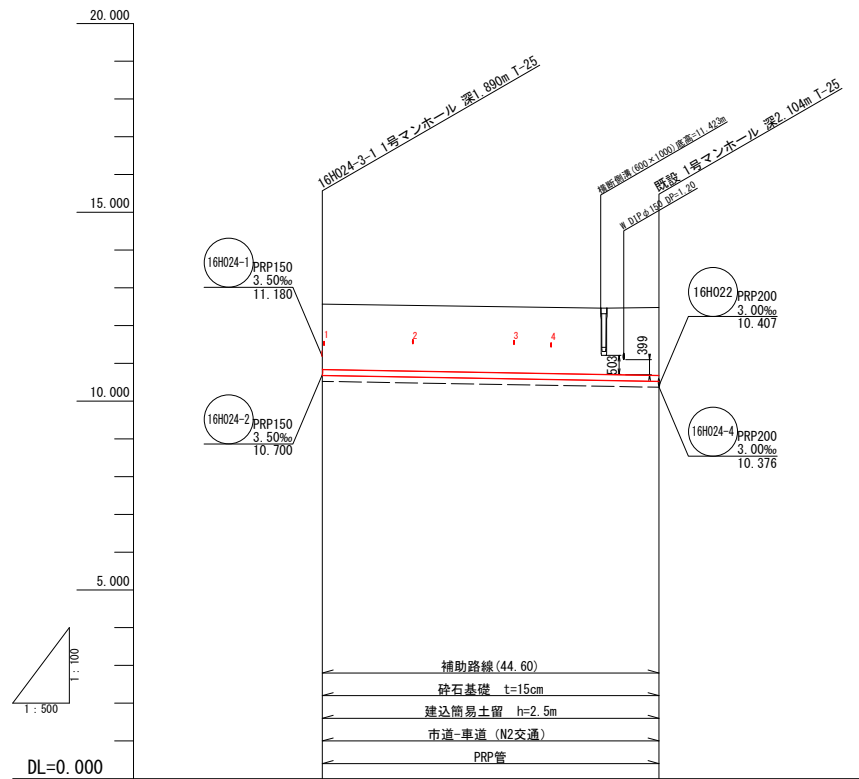 20.000
15.000
10.000
5.000
DL=0.000
16H024-3-1 1号マンホール 深1.890m T-25
横断側溝(600×1000)底高=11.423m
既設 1号マンホール 深2.104m T-25
W DIPφ150 DP=1.20
16H024-1
PRP150
3.50‰
11.180
16H022
PRP200
3.00‰
10.407
1
2
3
4
503
399
16H024-2
PRP150
3.50‰
10.700
16H024-4
PRP200
3.00‰
10.376
1:100
1:500
補助路線(44.60)
砕石基礎 t=15cm
建込簡易土留 h=2.5m
市道-車道 (N2交通)
PRP管